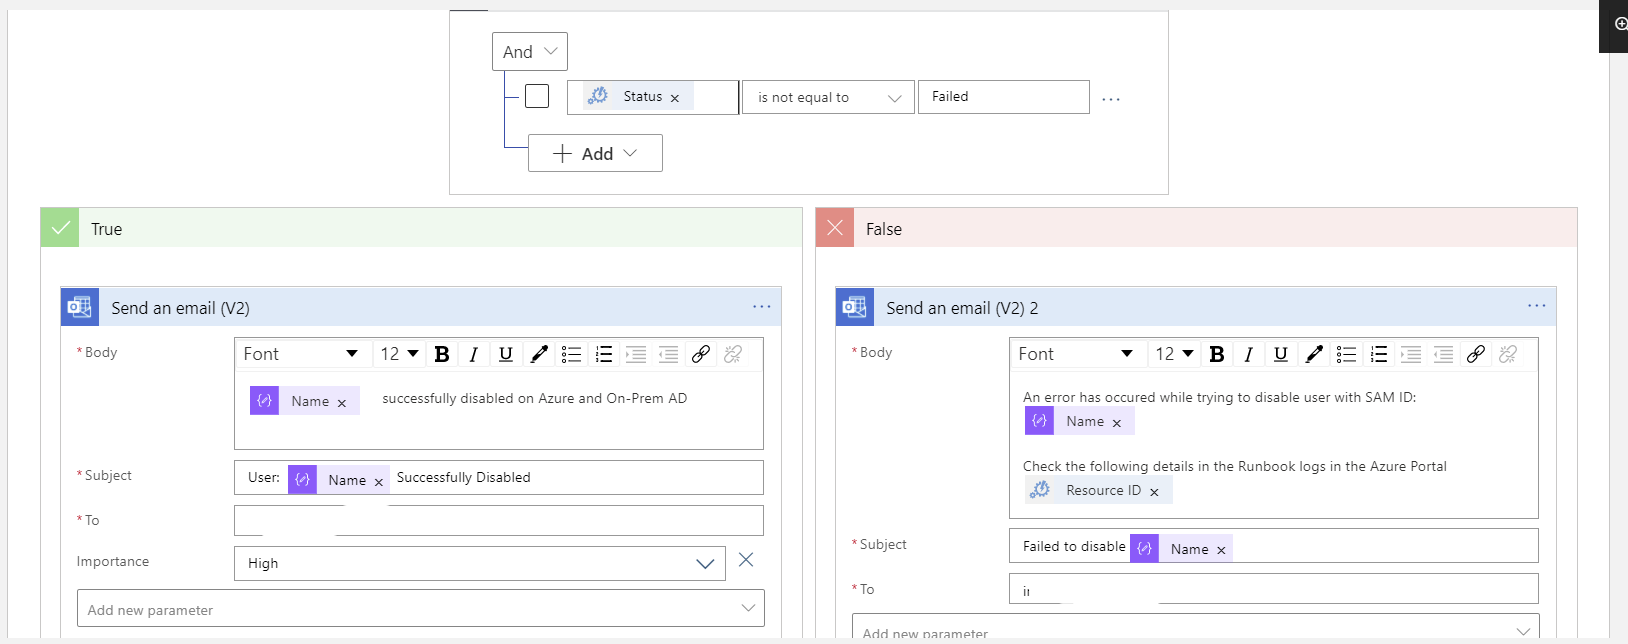 And
Status × is not equal to Failed ...
+ Add
True
False
Send an email (V2) ...
* Body
Font 12 B I U
Name × successfully disabled on Azure and On-Prem AD
* Subject
User: Name × Successfully Disabled
* To
Importance
High
Add new parameter
Send an email (V2) 2 ...
* Body
Font 12 B I U
An error has occured while trying to disable user with SAM ID:
Name ×
Check the following details in the Runbook logs in the Azure Portal
Resource ID ×
* Subject
Failed to disable Name ×
* To
Add new parameter